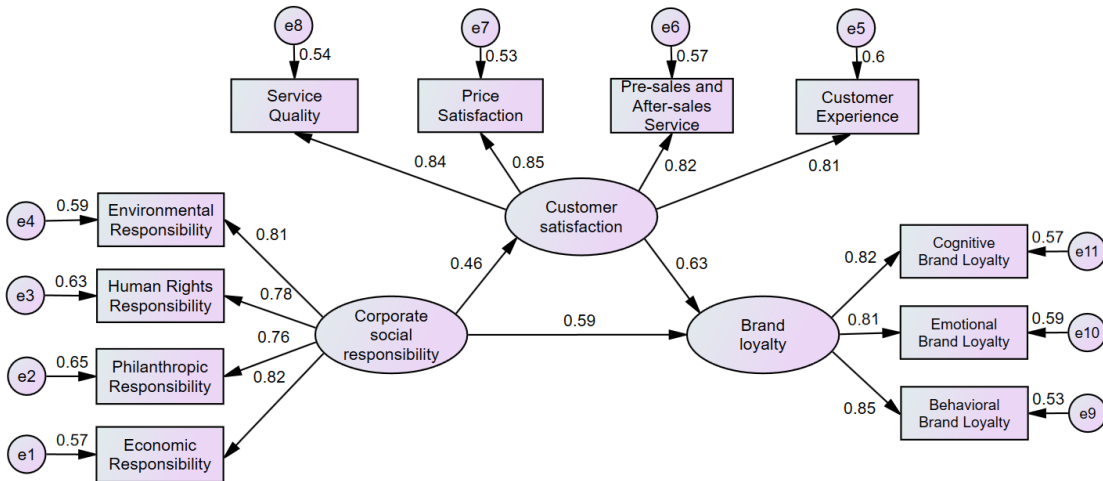 e8
e7
e6
e5
0.54
0.53
0.57
0.6
Service
Quality
Price
Satisfaction
Pre-sales and
After-sales
Service
Customer
Experience
0.84
0.85
0.82
0.81
Customer
satisfaction
e4
0.59
Environmental
Responsibility
0.81
e3
0.63
Human Rights
Responsibility
0.78
e2
0.65
Philanthropic
Responsibility
0.76
e1
0.57
Economic
Responsibility
0.82
Corporate
social
responsibility
0.46
0.63
0.59
Brand
loyalty
0.82
Cognitive
Brand Loyalty
0.57
e11
0.81
Emotional
Brand Loyalty
0.59
e10
0.85
Behavioral
Brand Loyalty
0.53
e9